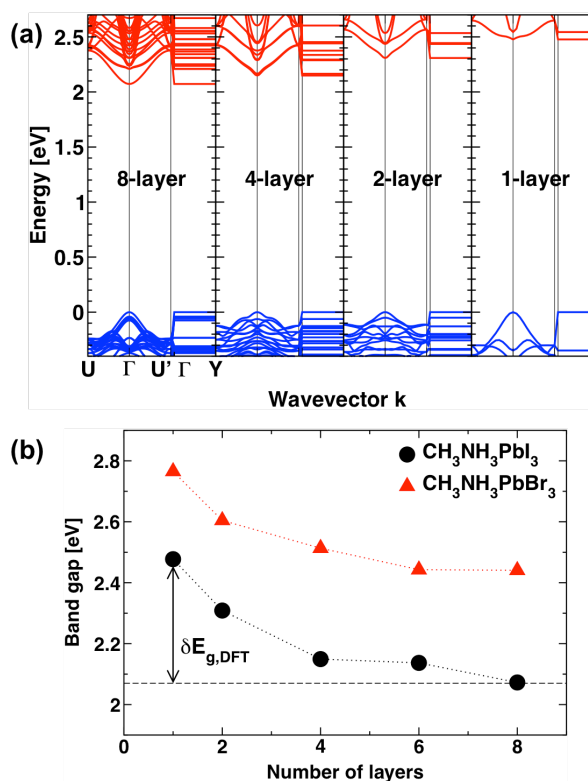 (a)
2.5
2
1.5
1
0.5
0
Energy [eV]
8-layer
4-layer
2-layer
1-layer
U Γ U' Γ Y
Wavevector k
(b)
CH₃NH₃PbI₃
CH₃NH₃PbBr₃
2.8
2.6
2.4
2.2
2
Band gap [eV]
δE_g,DFT
0 2 4 6 8
Number of layers